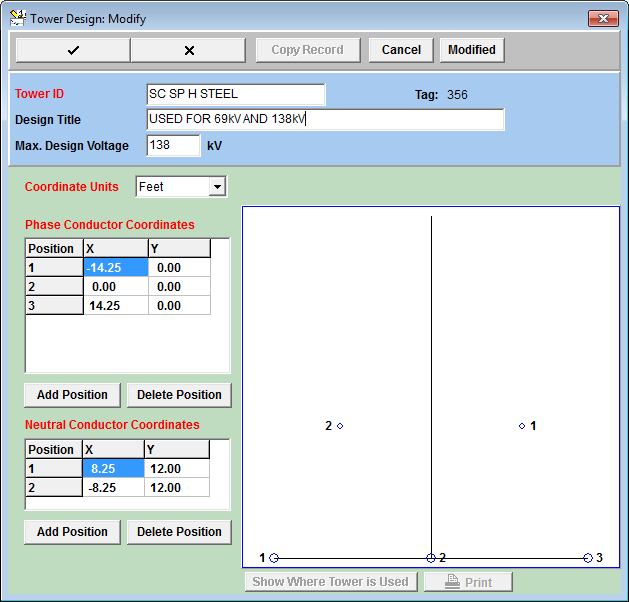 Tower Design: Modify
Copy Record Cancel Modified
Tower ID SC SP H STEEL Tag: 356
Design Title USED FOR 69kV AND 138kV
Max. Design Voltage 138 kV
Coordinate Units Feet
Phase Conductor Coordinates
Position X Y
1 -14.25 0.00
2 0.00 0.00
3 14.25 0.00
Add Position Delete Position
Neutral Conductor Coordinates
Position X Y
1 8.25 12.00
2 -8.25 12.00
Add Position Delete Position
2 1
1 2 3
Show Where Tower is Used Print